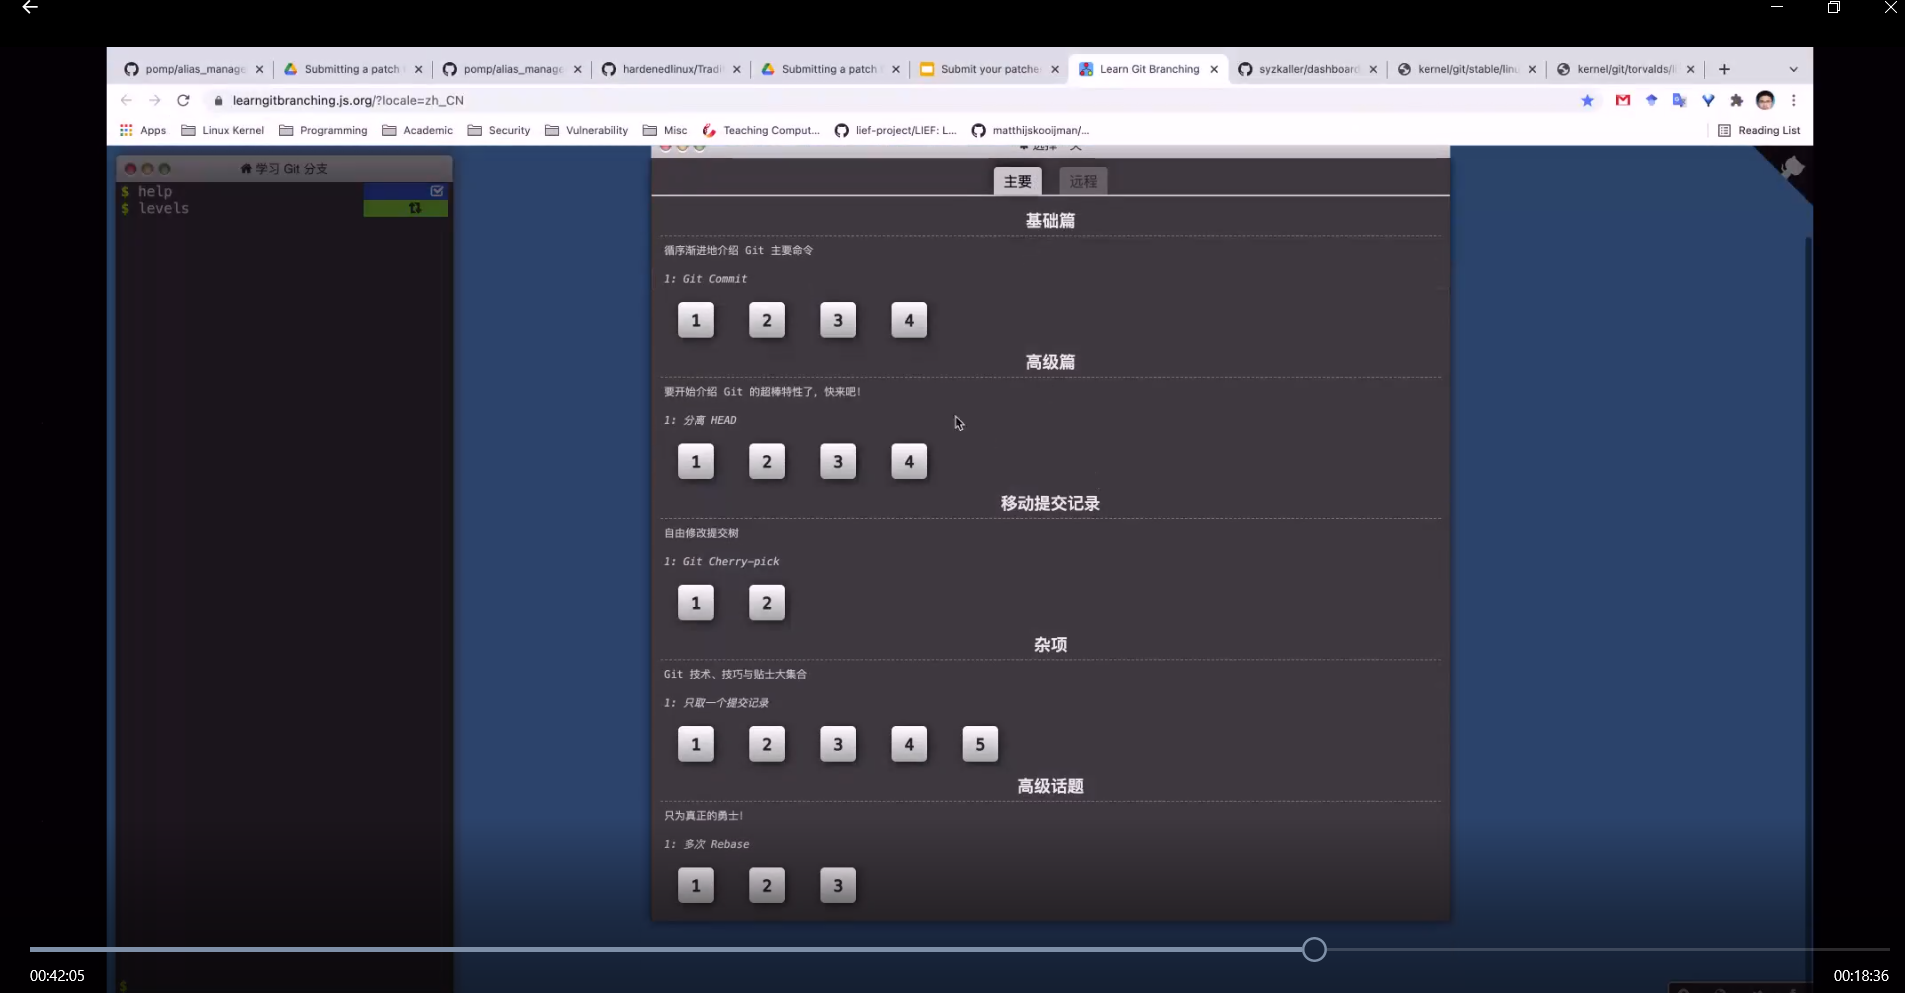 pomp/alias_manage
Submitting a patch
pomp/alias_manage
hardenedlinux/Tradi
Submitting a patch
Submit your patche
Learn Git Branching
syzkaller/dashboard
kernel/git/stable/linu
kernel/git/torvalds/li
learngitbranching.js.org/?locale=zh_CN
Apps
Linux Kernel
Programming
Academic
Security
Vulnerability
Misc
Teaching Comput...
lief-project/LIEF: L...
matthijskooijman/...
Reading List
学习 Git 分支
$ help
$ levels
主要
远程
基础篇
循序渐进地介绍 Git 主要命令
1: Git Commit
1 2 3 4
高级篇
要开始介绍 Git 的超棒特性了，快来吧！
1: 分离 HEAD
1 2 3 4
移动提交记录
自由修改提交树
1: Git Cherry-pick
1 2
杂项
Git 技术、技巧与贴士大集合
1: 只取一个提交记录
1 2 3 4 5
高级话题
只为真正的勇士！
1: 多次 Rebase
1 2 3
$
00:42:05
00:18:36